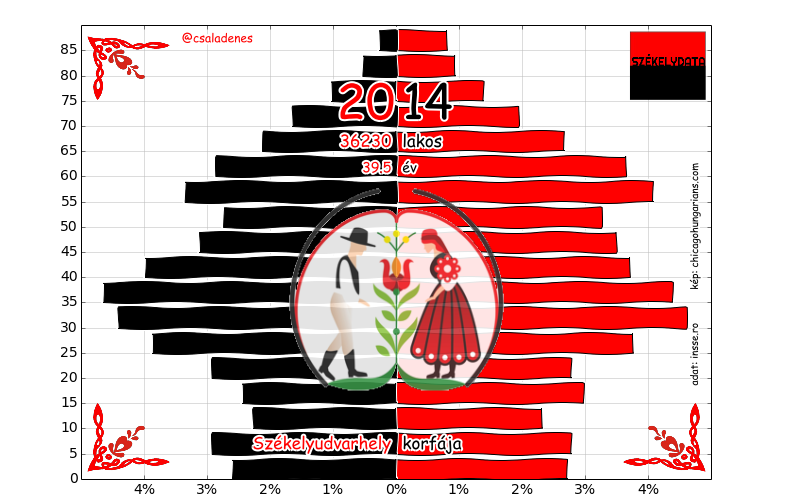 @csaladenes
SZÉKELYDATA
2014
36230 lakos
39.5 év
kép: chicagohungarians.com
adat: insse.ro
Székelyudvarhely korfája
85
80
75
70
65
60
55
50
45
40
35
30
25
20
15
10
5
0
4% 3% 2% 1% 0% 1% 2% 3% 4%